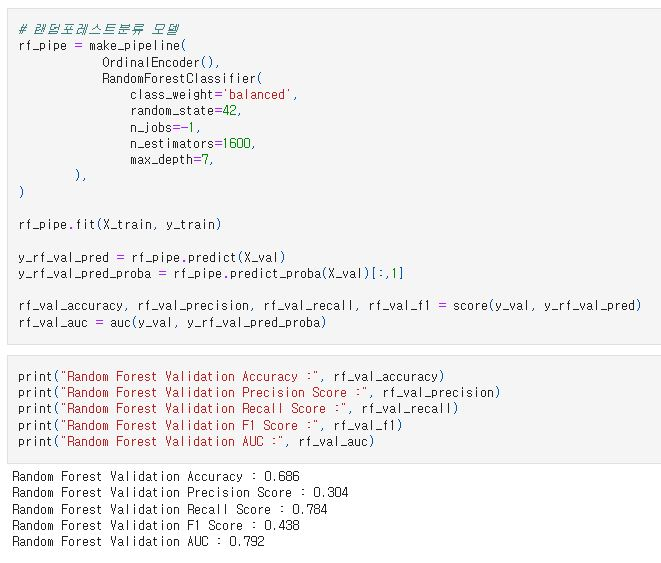 # 랜덤포레스트분류 모델
rf_pipe = make_pipeline(
OrdinalEncoder(),
RandomForestClassifier(
class_weight='balanced',
random_state=42,
n_jobs=-1,
n_estimators=1600,
max_depth=7,
),
)
rf_pipe.fit(X_train, y_train)
y_rf_val_pred = rf_pipe.predict(X_val)
y_rf_val_pred_proba = rf_pipe.predict_proba(X_val)[:,1]
rf_val_accuracy, rf_val_precision, rf_val_recall, rf_val_f1 = score(y_val, y_rf_val_pred)
rf_val_auc = auc(y_val, y_rf_val_pred_proba)
print("Random Forest Validation Accuracy :", rf_val_accuracy)
print("Random Forest Validation Precision Score :", rf_val_precision)
print("Random Forest Validation Recall Score :", rf_val_recall)
print("Random Forest Validation F1 Score :", rf_val_f1)
print("Random Forest Validation AUC :", rf_val_auc)
Random Forest Validation Accuracy : 0.686
Random Forest Validation Precision Score : 0.304
Random Forest Validation Recall Score : 0.784
Random Forest Validation F1 Score : 0.438
Random Forest Validation AUC : 0.792